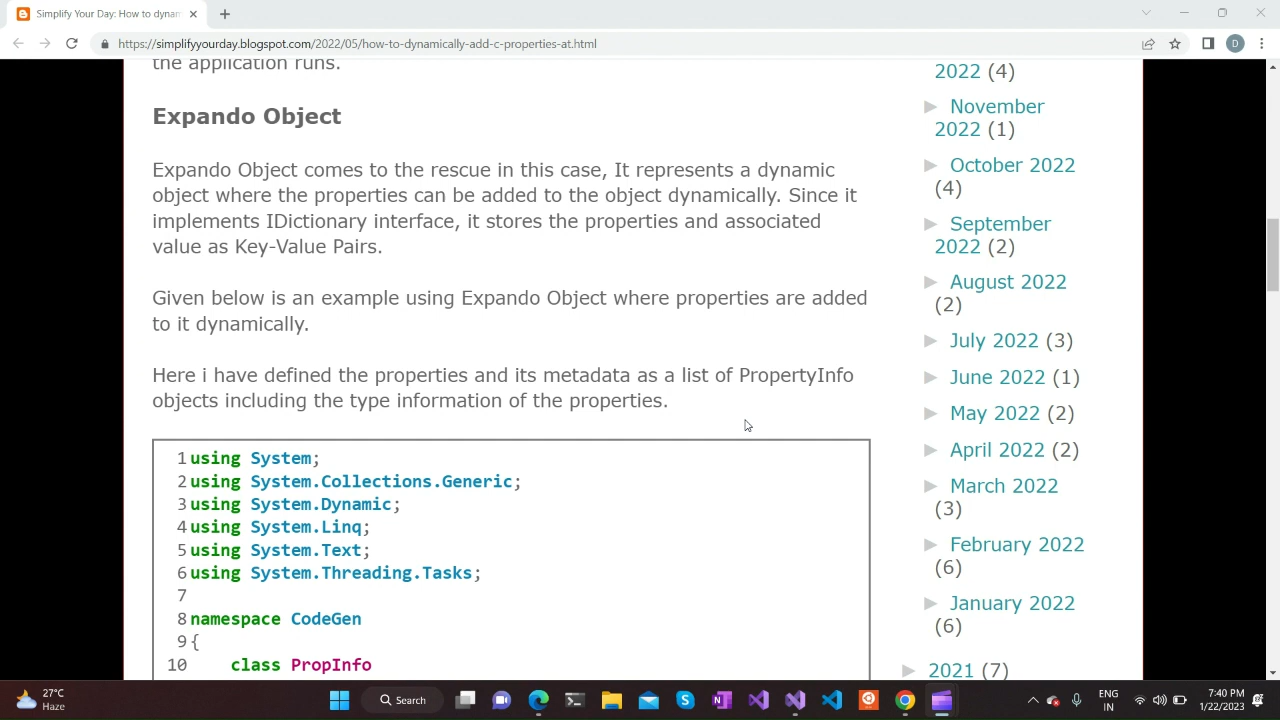 Simplify Your Day: How to dynam
https://simplifyyourday.blogspot.com/2022/05/how-to-dynamically-add-c-properties-at.html
D
the application runs.
Expando Object
Expando Object comes to the rescue in this case, It represents a dynamic
object where the properties can be added to the object dynamically. Since it
implements IDictionary interface, it stores the properties and associated
value as Key-Value Pairs.
Given below is an example using Expando Object where properties are added
to it dynamically.
Here i have defined the properties and its metadata as a list of PropertyInfo
objects including the type information of the properties.
1 using System;
2 using System.Collections.Generic;
3 using System.Dynamic;
4 using System.Linq;
5 using System.Text;
6 using System.Threading.Tasks;
7
8 namespace CodeGen
9 {
10 class PropInfo
2022 (4)
November
2022 (1)
October 2022
(4)
September
2022 (2)
August 2022
(2)
July 2022 (3)
June 2022 (1)
May 2022 (2)
April 2022 (2)
March 2022
(3)
February 2022
(6)
January 2022
(6)
2021 (7)
27°C
Haze
Search
ENG
IN
7:40 PM
1/22/2023